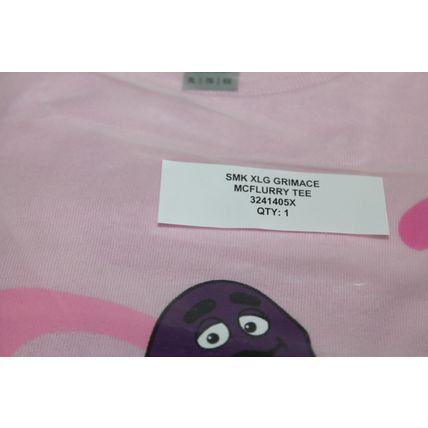 SMK XLG GRIMACE
MCFLURRY TEE
3241405X
QTY: 1